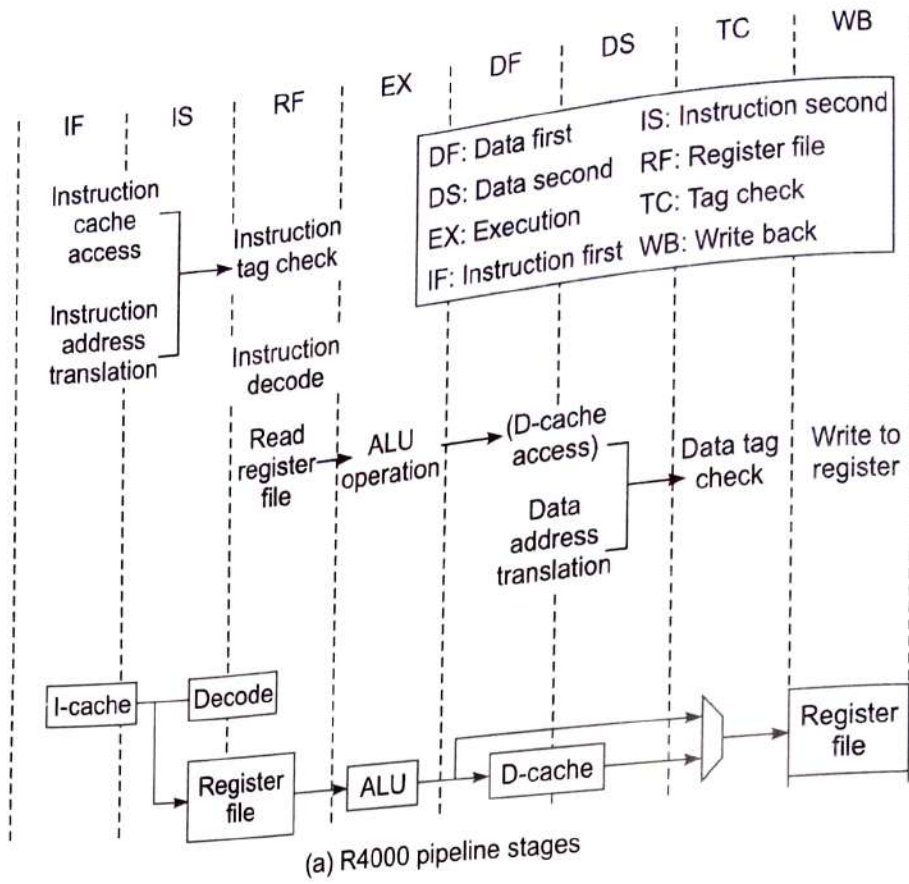 IF
IS
RF
EX
DF
DS
TC
WB
DF: Data first
DS: Data second
EX: Execution
IF: Instruction first
IS: Instruction second
RF: Register file
TC: Tag check
WB: Write back
Instruction
cache
access
Instruction
address
translation
Instruction
tag check
Instruction
decode
Read
register
file
ALU
operation
(D-cache
access)
Data
address
translation
Data tag
check
Write to
register
I-cache
Decode
Register
file
ALU
D-cache
Register
file
(a) R4000 pipeline stages